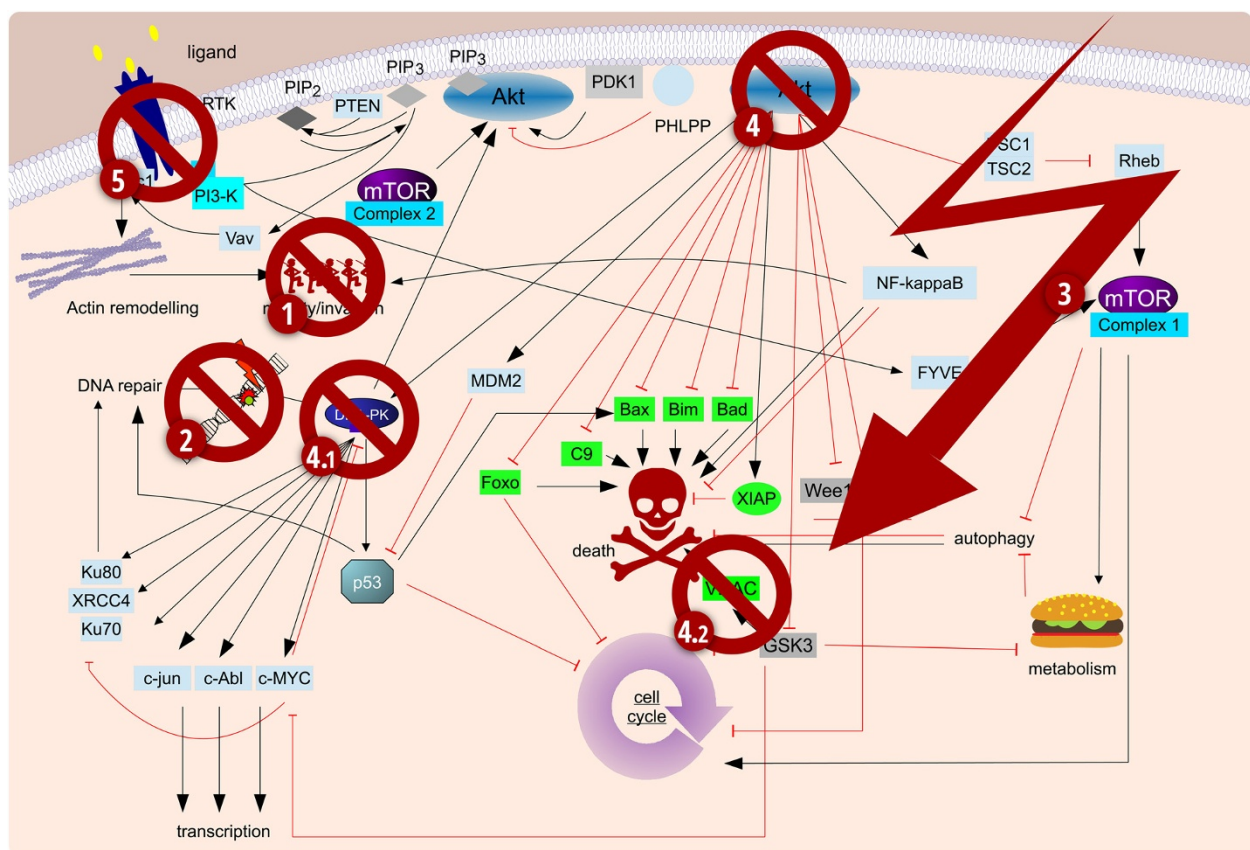 ligand
RTK
PIP2
PTEN
PIP3
PIP3
Akt
PDK1
PHLPP
4
TSC2
Rheb
5
PI3-K
mTOR
Complex 2
Vav
NF-kappaB
3
mTOR
Complex 1
Actin remodelling
1
FYVE
DNA repair
2
4.1
MDM2
Bax
Bim
Bad
C9
Foxo
XIAP
Wee1
death
autophagy
Ku80
XRCC4
Ku70
p53
4.2
GSK3
metabolism
c-jun
c-Abl
c-MYC
cell
cycle
transcription